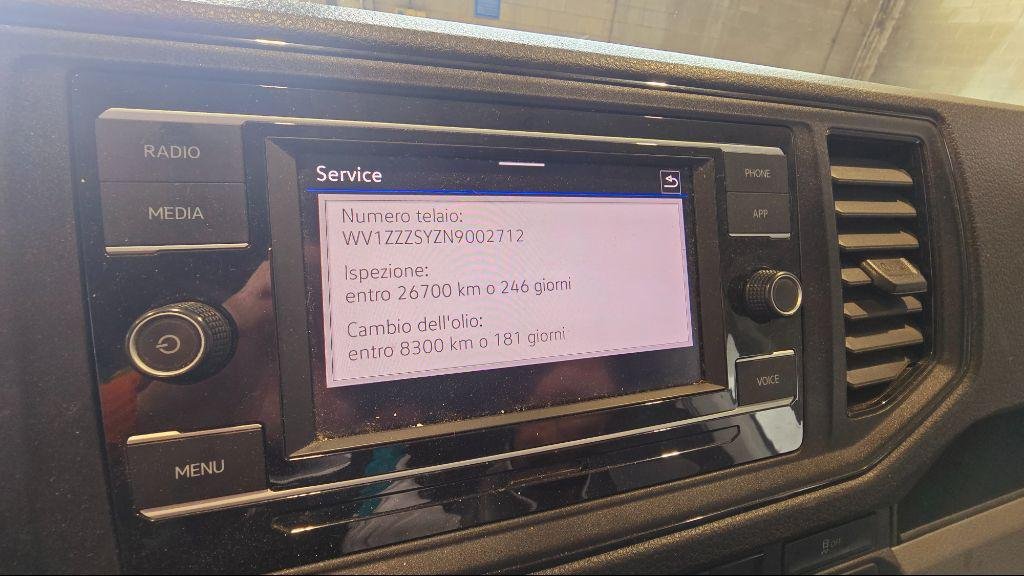 RADIO
MEDIA
MENU
Service
Numero telaio:
WV1ZZZSYZN9002712
Ispezione:
entro 26700 km o 246 giorni
Cambio dell'olio:
entro 8300 km o 181 giorni
PHONE
APP
VOICE
OFF